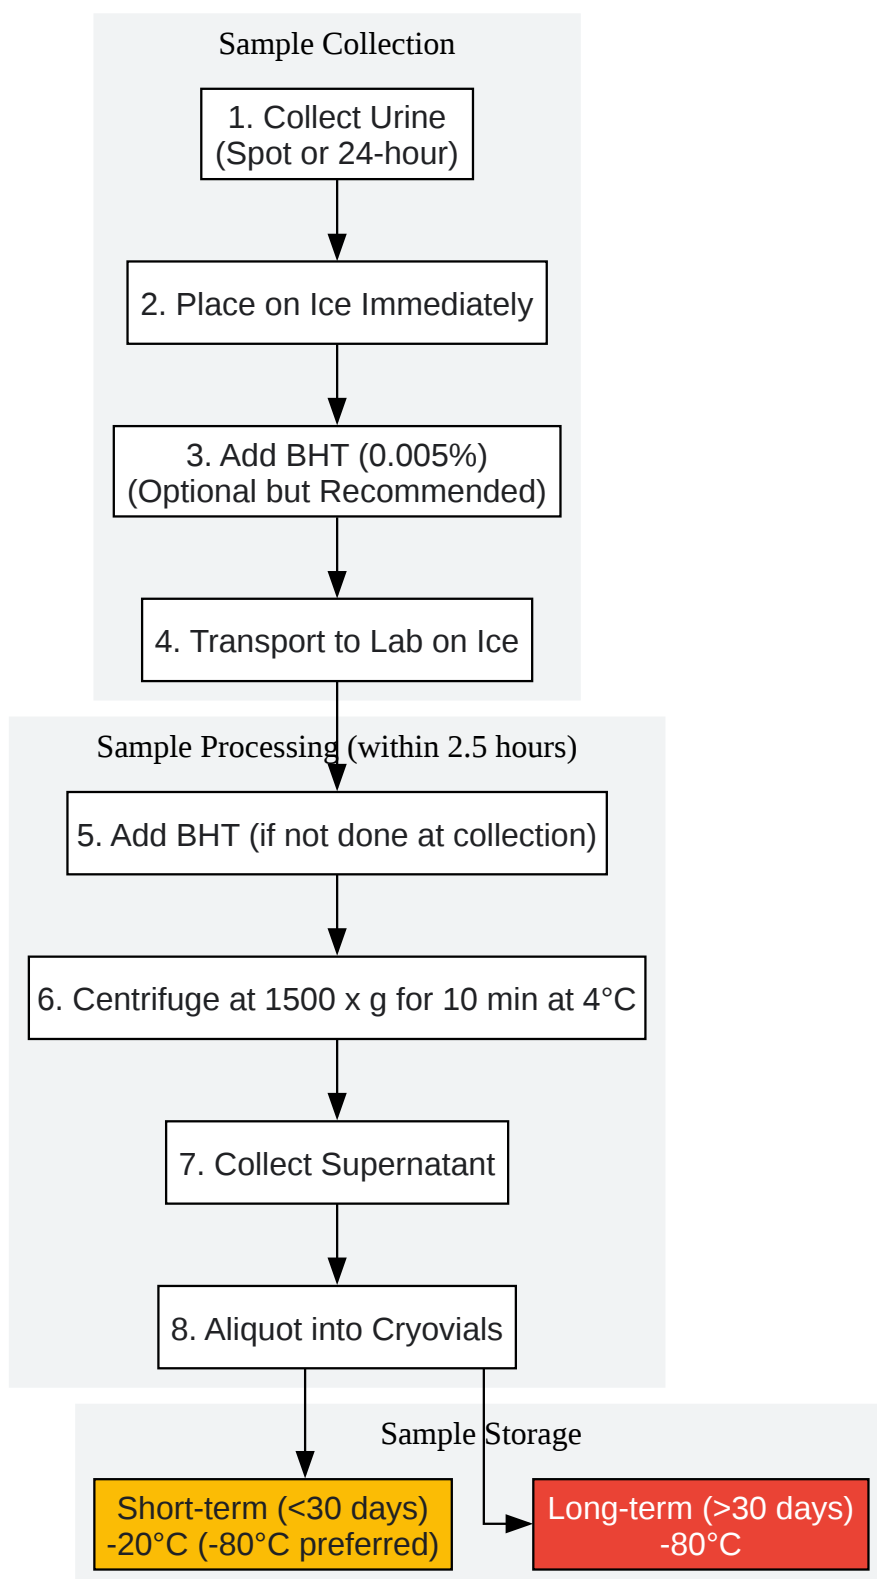 Sample Collection
1. Collect Urine
(Spot or 24-hour)
2. Place on Ice Immediately
3. Add BHT (0.005%)
(Optional but Recommended)
4. Transport to Lab on Ice
Sample Processing (within 2.5 hours)
5. Add BHT (if not done at collection)
6. Centrifuge at 1500 x g for 10 min at 4°C
7. Collect Supernatant
8. Aliquot into Cryovials
Sample Storage
Short-term (<30 days)
-20°C (-80°C preferred)
Long-term (>30 days)
-80°C